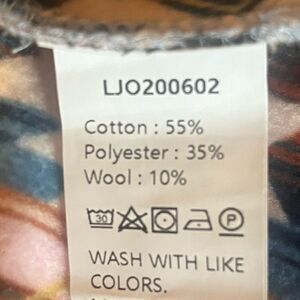 LJO200602
Cotton : 55%
Polyester : 35%
Wool : 10%
30 P
WASH WITH LIKE
COLORS.